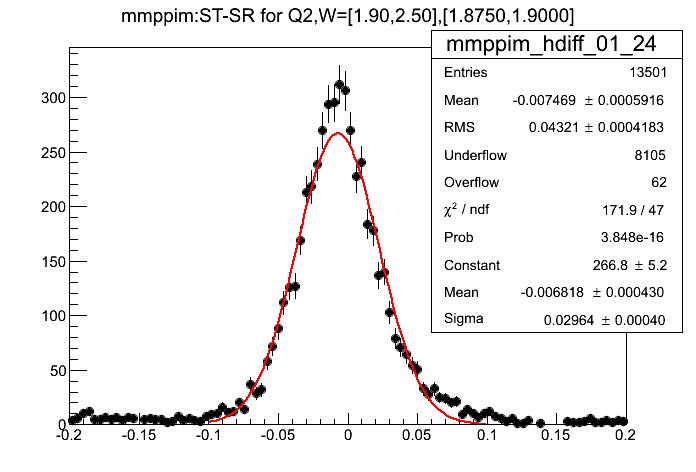 mmppim:ST-SR for Q2,W=[1.90,2.50],[1.8750,1.9000]
mmppim_hdiff_01_24
Entries 13501
Mean -0.007469 ± 0.0005916
RMS 0.04321 ± 0.0004183
Underflow 8105
Overflow 62
χ² / ndf 171.9 / 47
Prob 3.848e-16
Constant 266.8 ± 5.2
Mean -0.006818 ± 0.000430
Sigma 0.02964 ± 0.00040
300
250
200
150
100
50
0
-0.2 -0.15 -0.1 -0.05 0 0.05 0.1 0.15 0.2